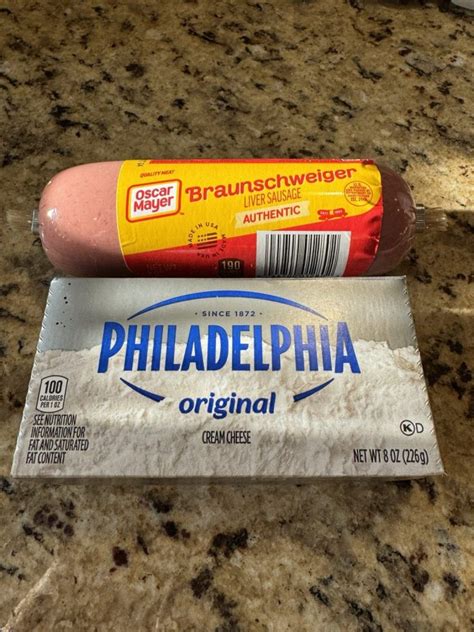 QUALITY MEAT
Oscar
Mayer
Braunschweiger
LIVER SAUSAGE
AUTHENTIC
MADE IN USA
190
• SINCE 1872 •
PHILADELPHIA
original
CREAM CHEESE
100
CALORIES
PER 1 OZ
SEE NUTRITION
INFORMATION FOR
FAT AND SATURATED
FAT CONTENT
K D
NET WT 8 OZ (226g)